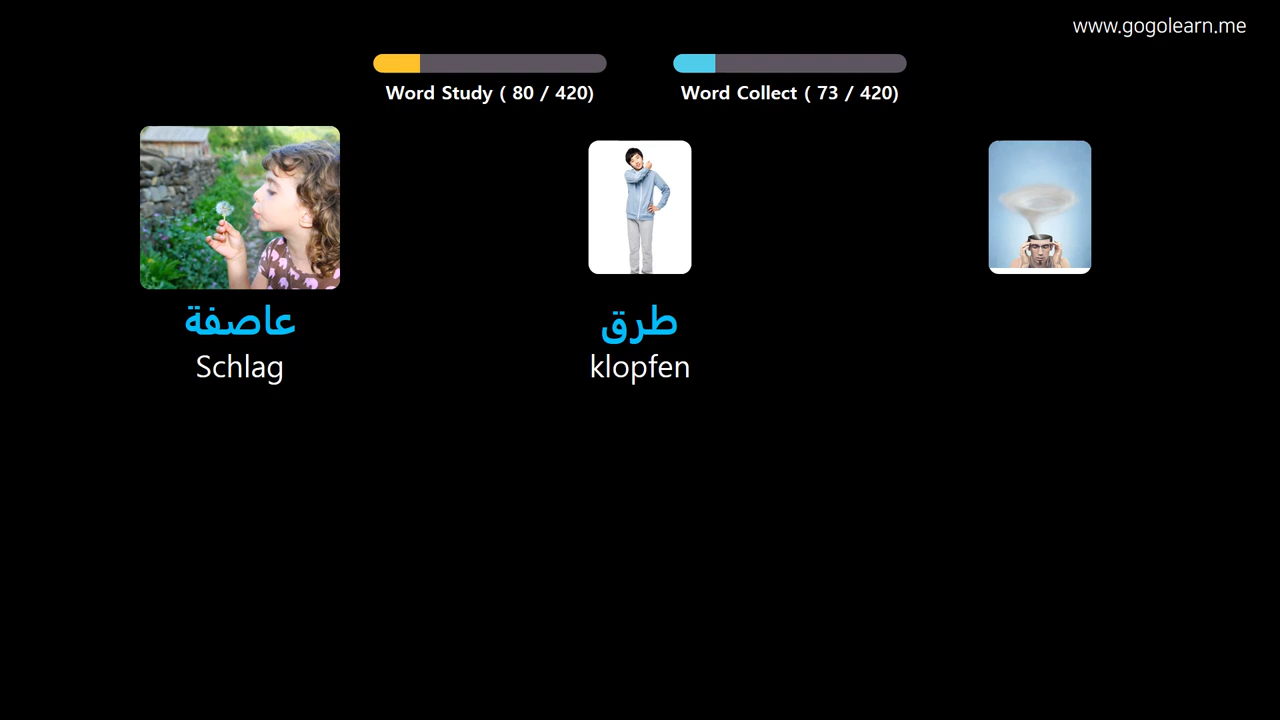 www.gogolearn.me
Word Study ( 80 / 420)
Word Collect ( 73 / 420)
عاصفة
Schlag
طرق
klopfen